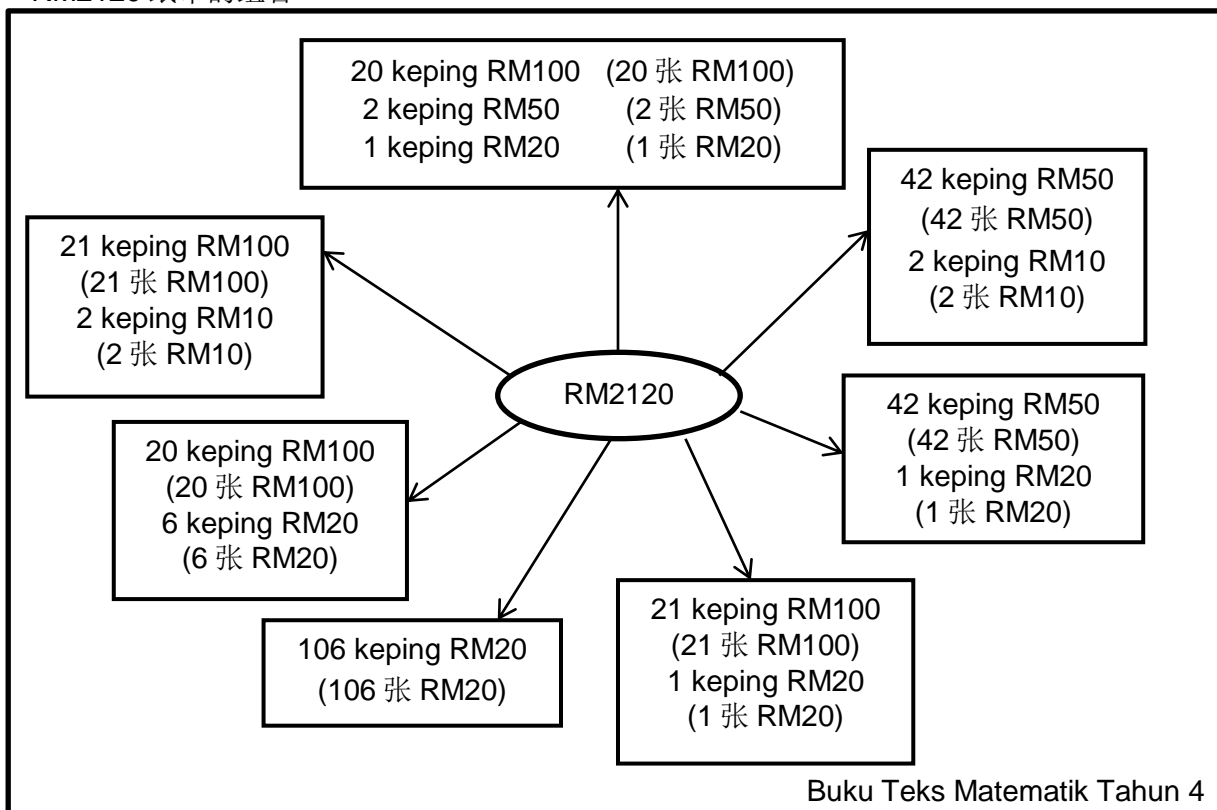 20 keping RM100 (20 张 RM100)
2 keping RM50 (2 张 RM50)
1 keping RM20 (1 张 RM20)
42 keping RM50
(42 张 RM50)
2 keping RM10
(2 张 RM10)
21 keping RM100
(21 张 RM100)
2 keping RM10
(2 张 RM10)
RM2120
42 keping RM50
(42 张 RM50)
1 keping RM20
(1 张 RM20)
20 keping RM100
(20 张 RM100)
6 keping RM20
(6 张 RM20)
21 keping RM100
(21 张 RM100)
1 keping RM20
(1 张 RM20)
106 keping RM20
(106 张 RM20)
Buku Teks Matematik Tahun 4